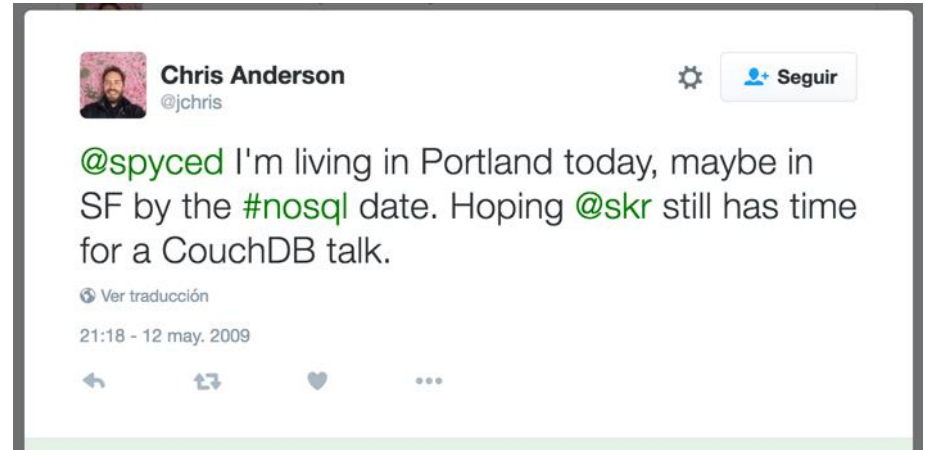 Chris Anderson
@jchris
Seguir
@spyced I'm living in Portland today, maybe in
SF by the #nosql date. Hoping @skr still has time
for a CouchDB talk.
Ver traducción
21:18 - 12 may. 2009